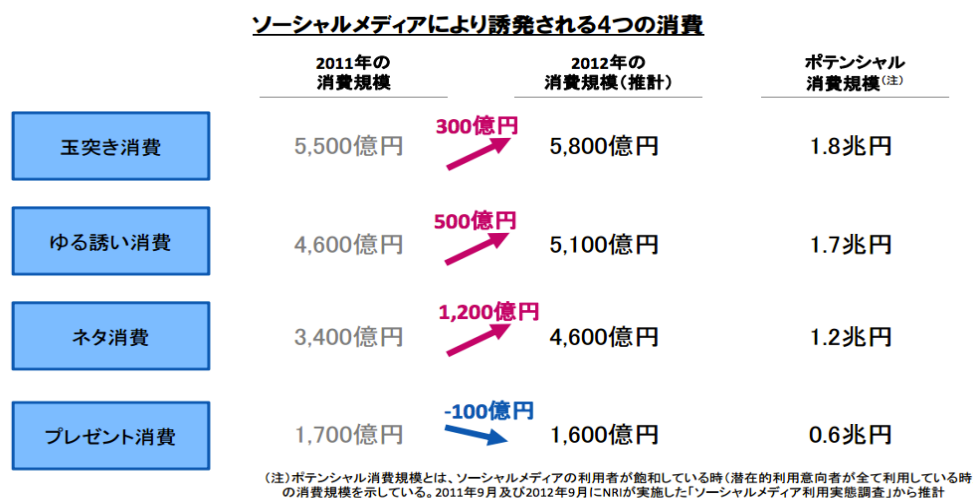 ソーシャルメディアにより誘発される4つの消費
2011年の
消費規模
2012年の
消費規模(推計)
ポテンシャル
消費規模(注)
玉突き消費
5,500億円
300億円
5,800億円
1.8兆円
ゆる誘い消費
4,600億円
500億円
5,100億円
1.7兆円
ネタ消費
3,400億円
1,200億円
4,600億円
1.2兆円
プレゼント消費
1,700億円
-100億円
1,600億円
0.6兆円
(注)ポテンシャル消費規模とは、ソーシャルメディアの利用者が飽和している時(潜在的利用意向者が全て利用している時
の消費規模を示している。2011年9月及び2012年9月にNRIが実施した「ソーシャルメディア利用実態調査」から推計